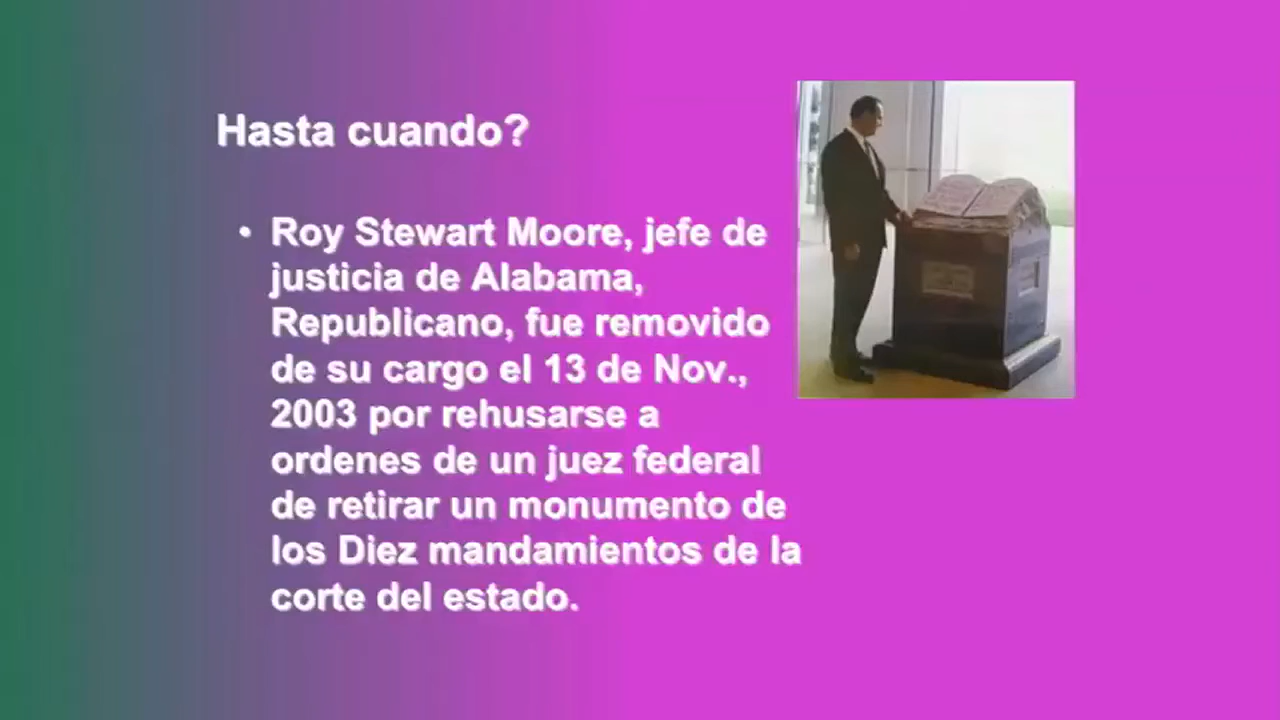 Hasta cuando?
• Roy Stewart Moore, jefe de
justicia de Alabama,
Republicano, fue removido
de su cargo el 13 de Nov.,
2003 por rehusarse a
ordenes de un juez federal
de retirar un monumento de
los Diez mandamientos de la
corte del estado.